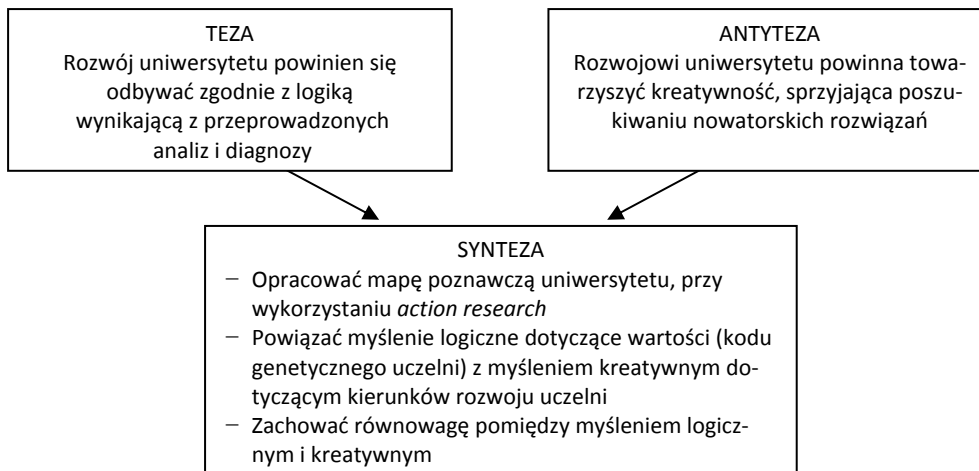 TEZA
Rozwój uniwersytetu powinien się
odbywać zgodnie z logiką
wynikającą z przeprowadzonych
analiz i diagnozy
ANTYTEZA
Rozwojowi uniwersytetu powinna towa-
rzyszyć kreatywność, sprzyjająca poszu-
kiwaniu nowatorskich rozwiązań
SYNTEZA
− Opracować mapę poznawczą uniwersytetu, przy
wykorzystaniu action research
− Powiązać myślenie logiczne dotyczące wartości (kodu
genetycznego uczelni) z myśleniem kreatywnym do-
tyczącym kierunków rozwoju uczelni
− Zachować równowagę pomiędzy myśleniem logicz-
nym i kreatywnym